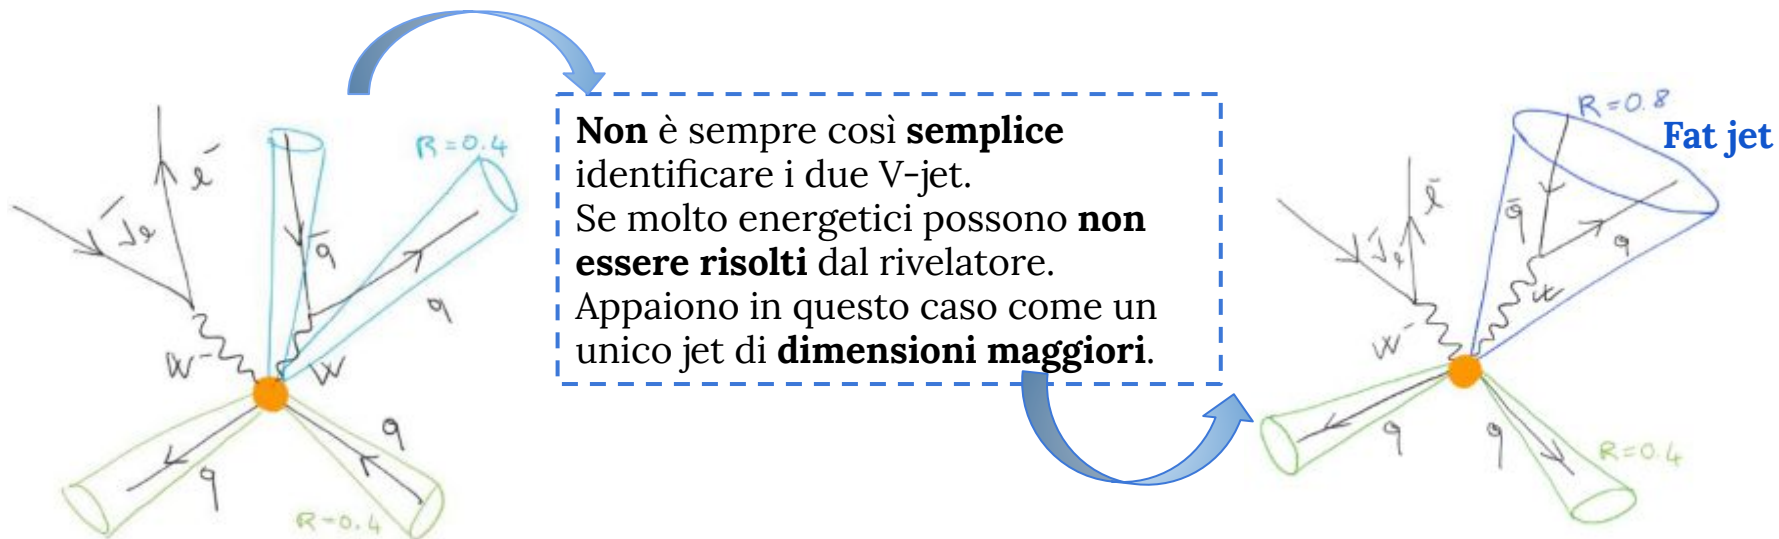 R=0.4
e⁻
ν̄e
q̄
q
W⁻
W
q
q
R=0.4
Non è sempre così semplice
identificare i due V-jet.
Se molto energetici possono non
essere risolti dal rivelatore.
Appaiono in questo caso come un
unico jet di dimensioni maggiori.
R=0.8
Fat jet
q̄
q
W⁻
q
q
R=0.4